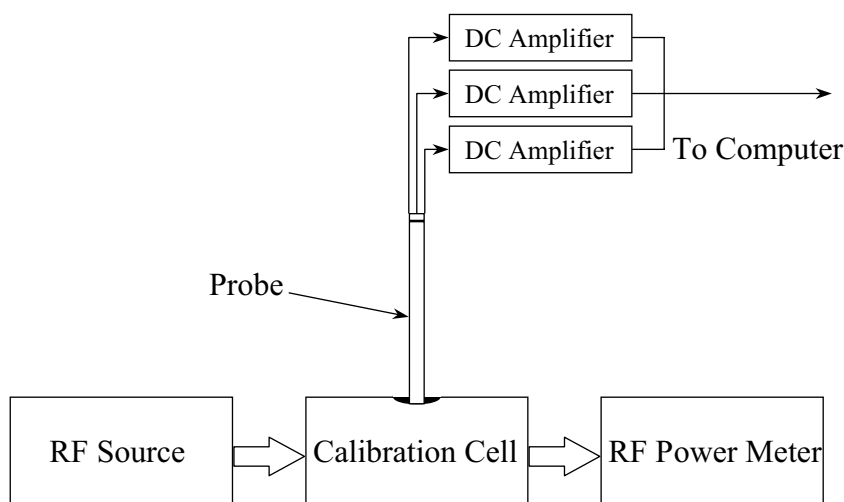 DC Amplifier
DC Amplifier
DC Amplifier
To Computer
Probe
RF Source
Calibration Cell
RF Power Meter